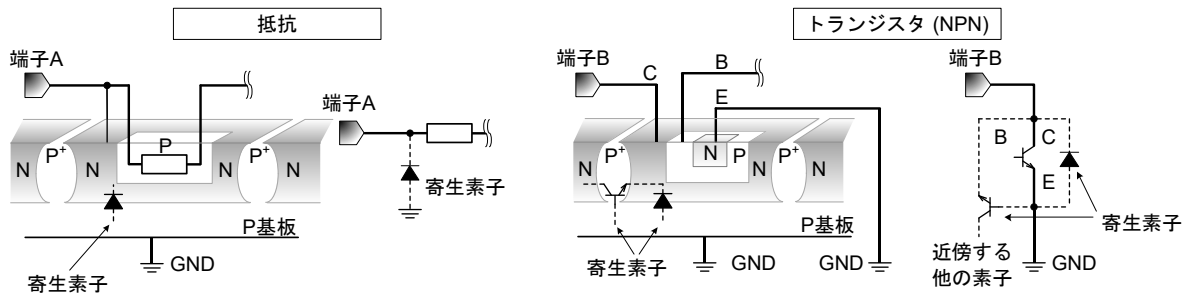 抵抗
端子A
P
N
P+
N
P+
N
P基板
GND
寄生素子
端子A
寄生素子
トランジスタ (NPN)
端子B
C
B
E
N
P+
N
N
P
P+
N
P基板
寄生素子
GND
GND
端子B
B
C
E
寄生素子
近傍する
他の素子
GND